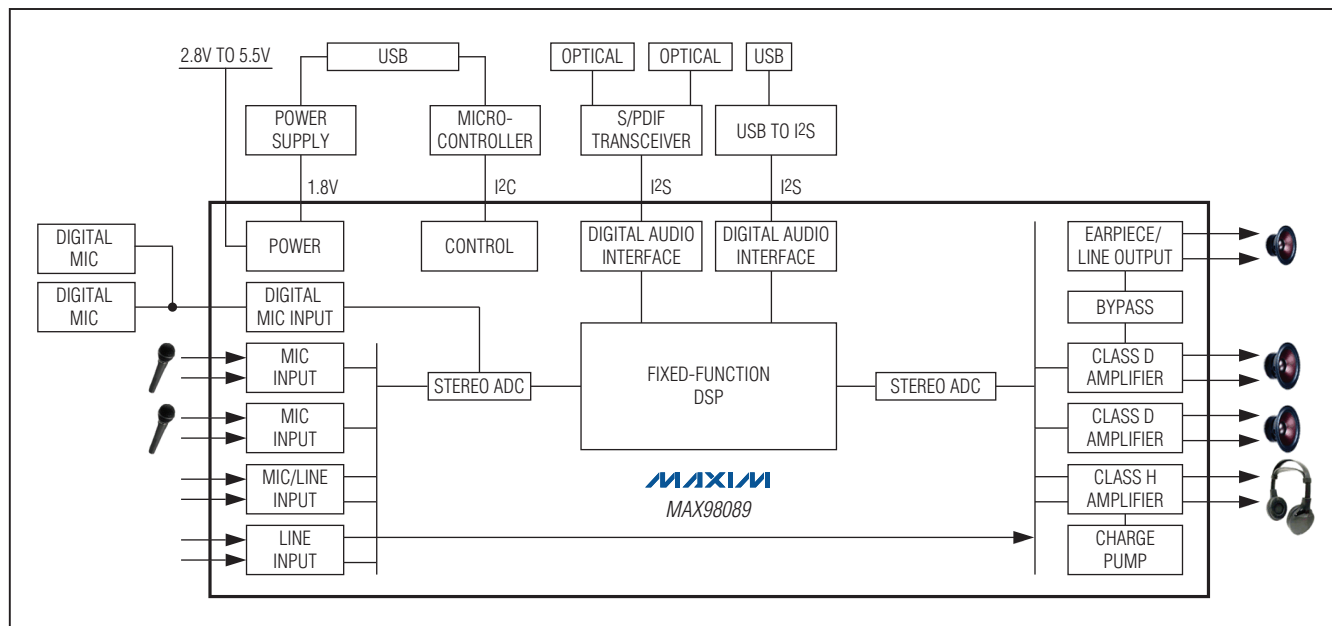 2.8V TO 5.5V
USB
OPTICAL
OPTICAL
USB
POWER
SUPPLY
MICRO-
CONTROLLER
S/PDIF
TRANSCEIVER
USB TO I²S
1.8V
I²C
I²S
I²S
DIGITAL
MIC
POWER
CONTROL
DIGITAL AUDIO
INTERFACE
DIGITAL AUDIO
INTERFACE
EARPIECE/
LINE OUTPUT
DIGITAL
MIC
DIGITAL
MIC INPUT
BYPASS
MIC
INPUT
STEREO ADC
FIXED-FUNCTION
DSP
STEREO ADC
CLASS D
AMPLIFIER
MIC
INPUT
CLASS D
AMPLIFIER
MIC/LINE
INPUT
MAXIM
MAX98089
CLASS H
AMPLIFIER
LINE
INPUT
CHARGE
PUMP